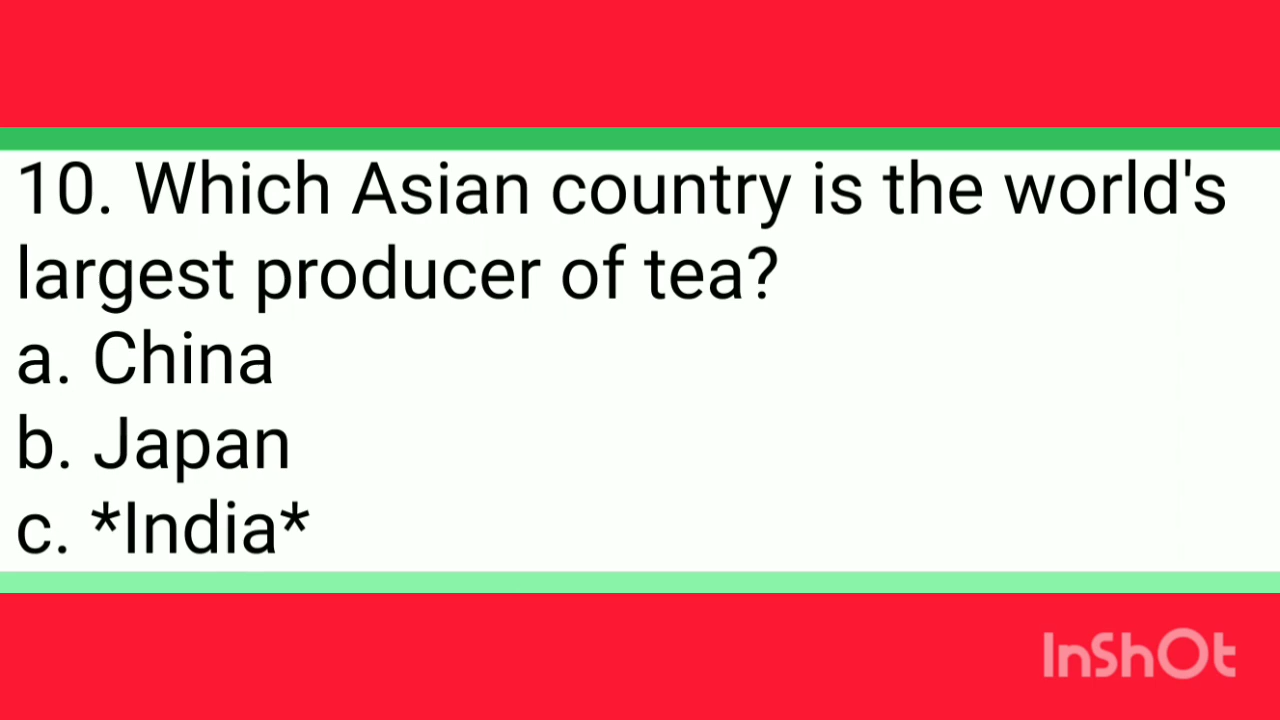 10. Which Asian country is the world's
largest producer of tea?
a. China
b. Japan
c. *India*
InShOt